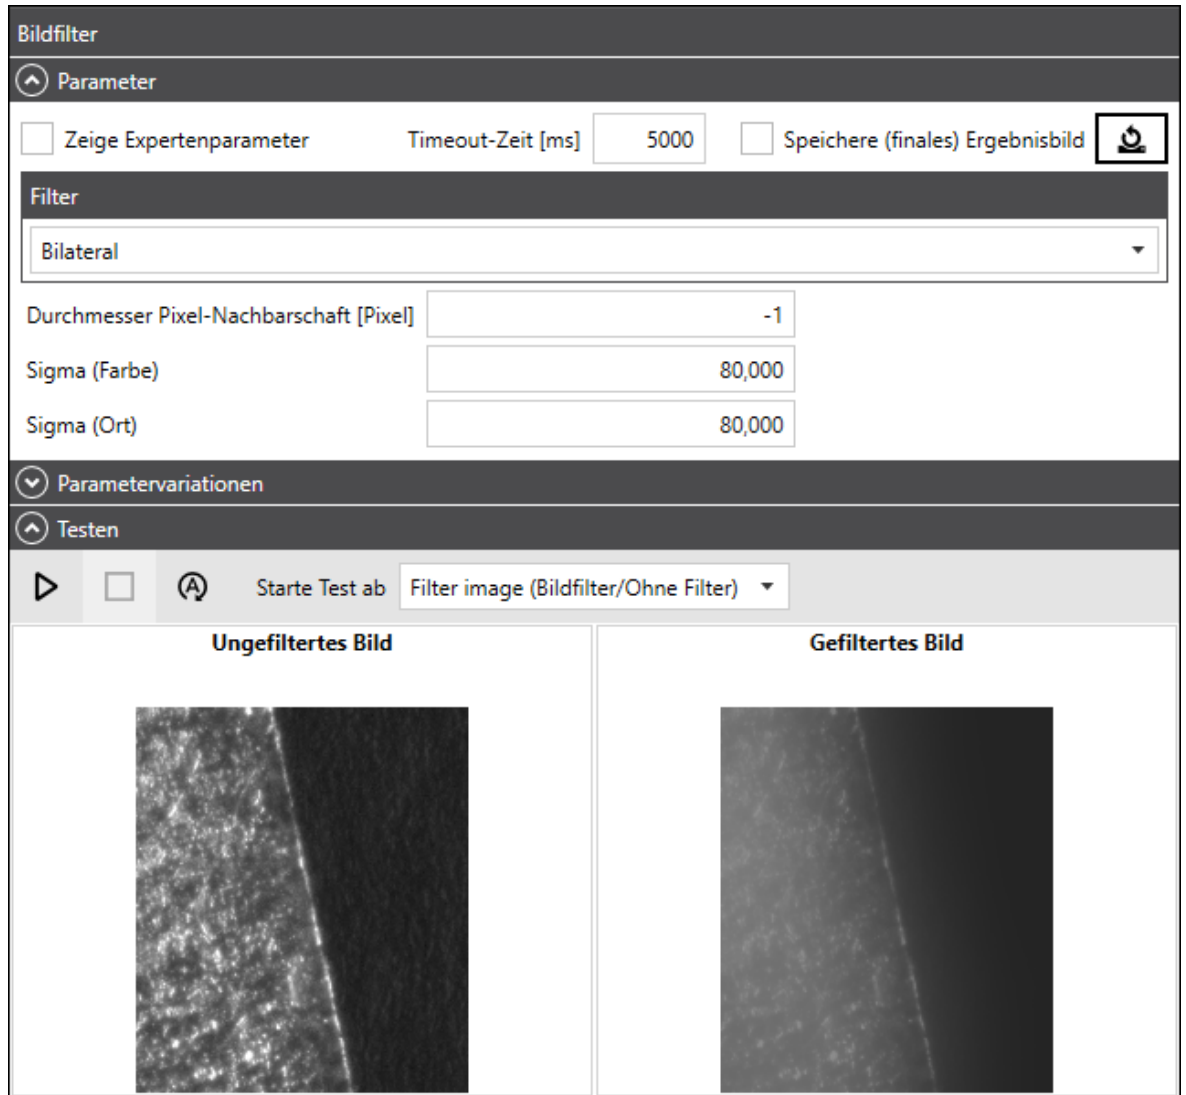 Bildfilter
Parameter
Zeige Expertenparameter Timeout-Zeit [ms] 5000 Speichere (finales) Ergebnisbild
Filter
Bilateral
Durchmesser Pixel-Nachbarschaft [Pixel] -1
Sigma (Farbe) 80,000
Sigma (Ort) 80,000
Parametervariationen
Testen
A Starte Test ab Filter image (Bildfilter/Ohne Filter)
Ungefiltertes Bild Gefiltertes Bild